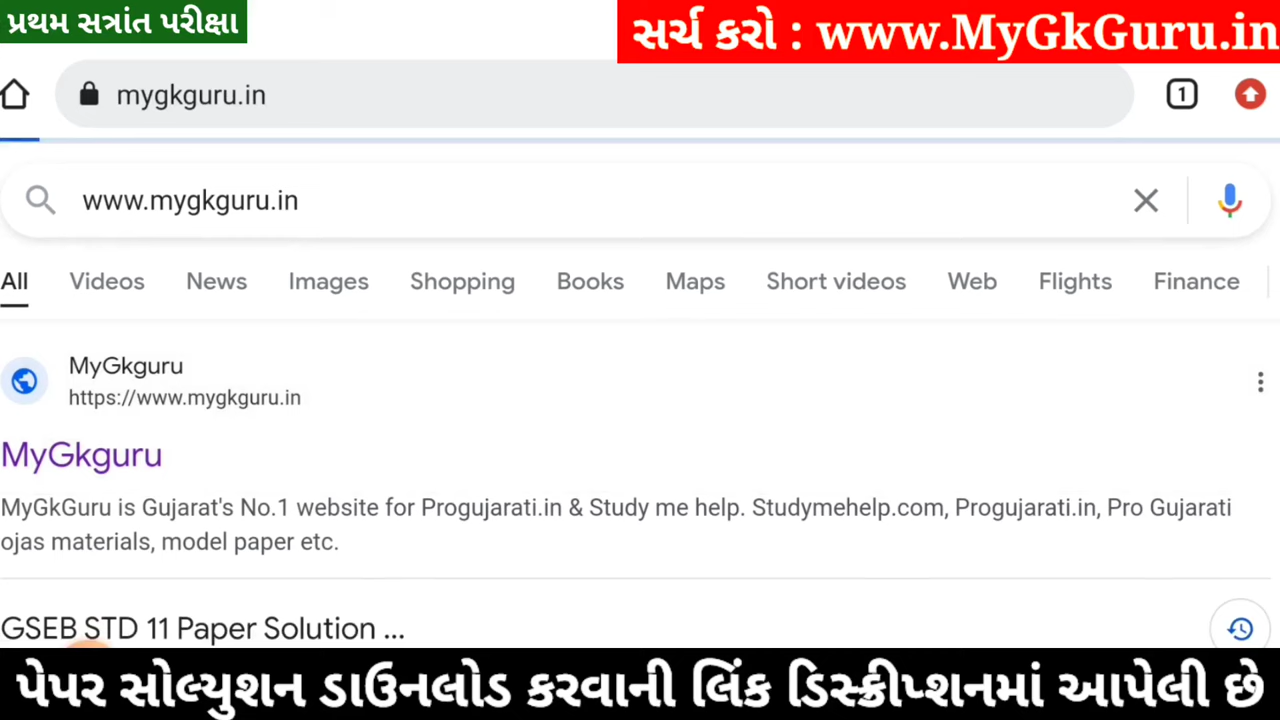 પ્રથમ સત્રાંત પરીક્ષા
સર્ચ કરો : www.MyGkGuru.in
mygkguru.in
1
www.mygkguru.in
All Videos News Images Shopping Books Maps Short videos Web Flights Finance
MyGkguru
https://www.mygkguru.in
MyGkguru
MyGkGuru is Gujarat's No.1 website for Progujarati.in & Study me help. Studymehelp.com, Progujarati.in, Pro Gujarati
ojas materials, model paper etc.
GSEB STD 11 Paper Solution ...
પેપર સોલ્યુશન ડાઉનલોડ કરવાની લિંક ડિસ્ક્રીપ્શનમાં આપેલી છે